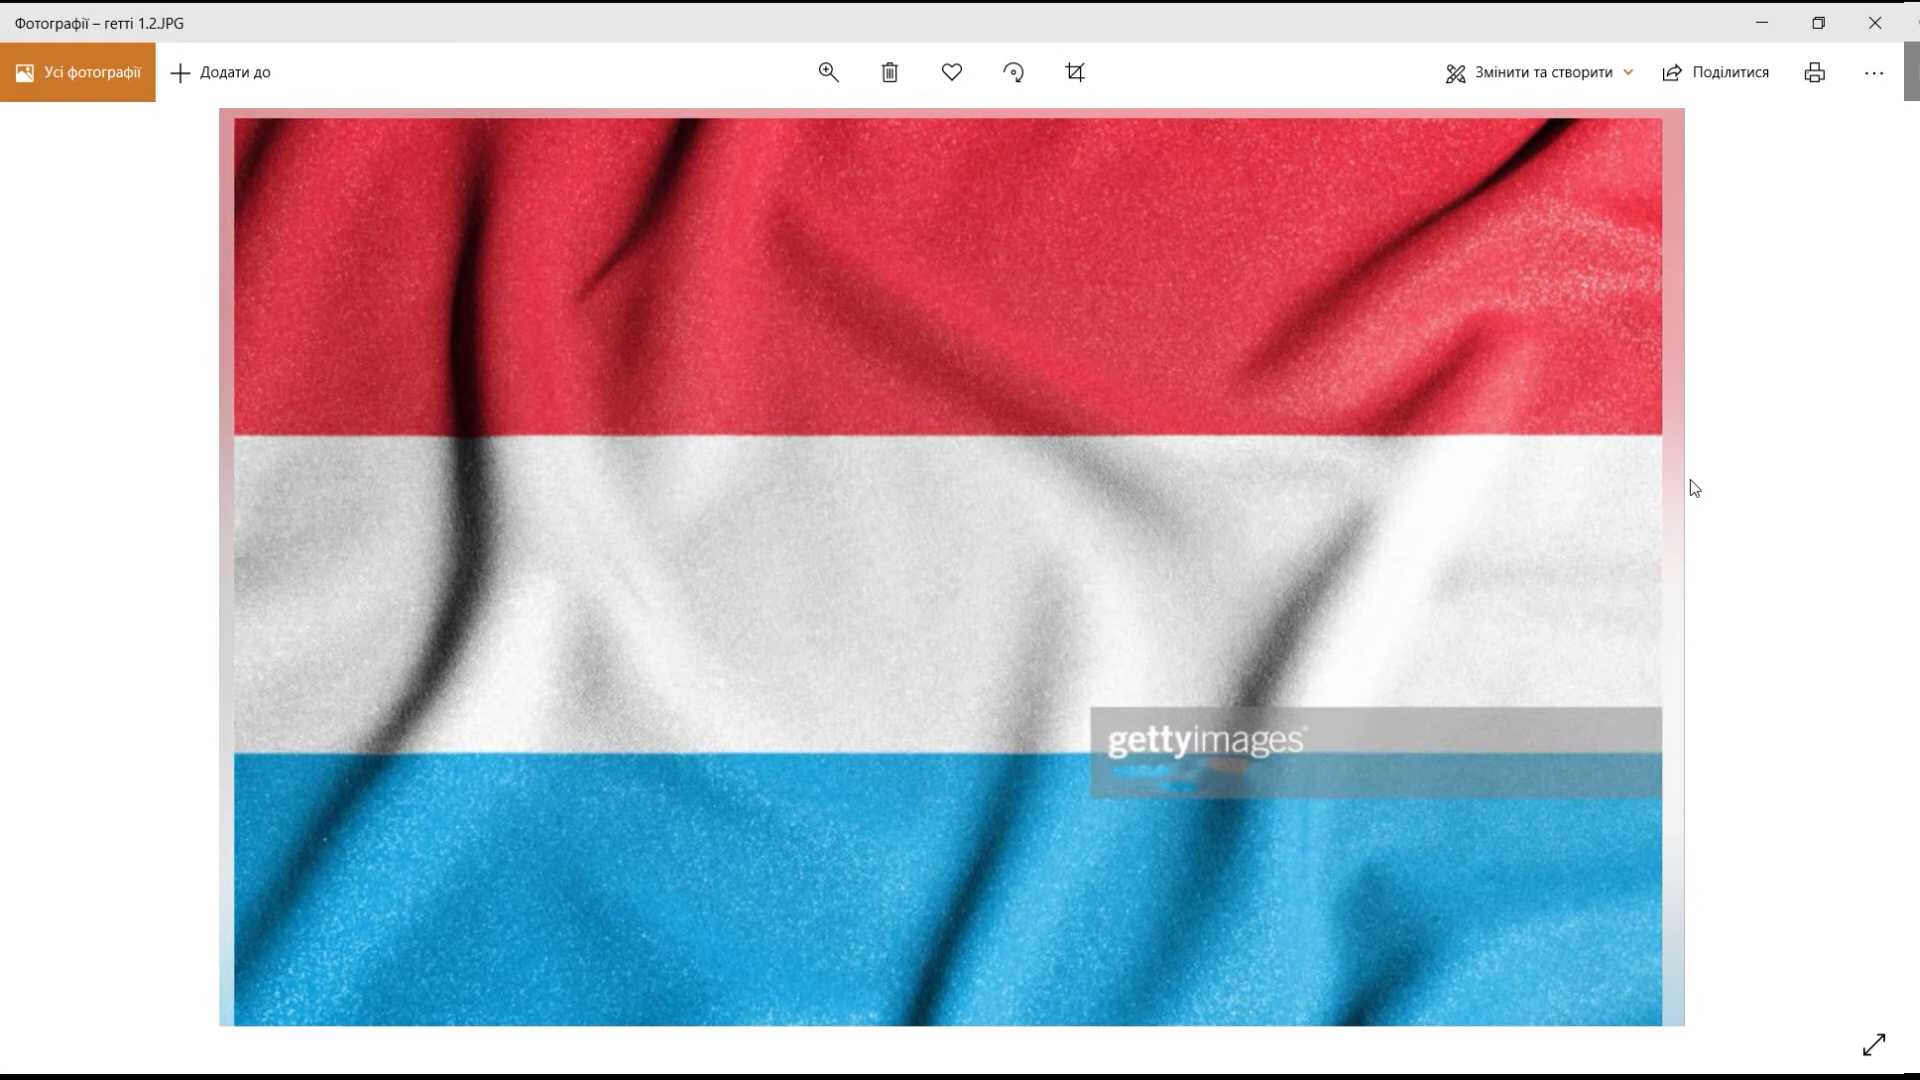 Фотографії – гетті 1.2.JPG
Усі фотографії
Додати до
Змінити та створити
Поділитися
gettyimages